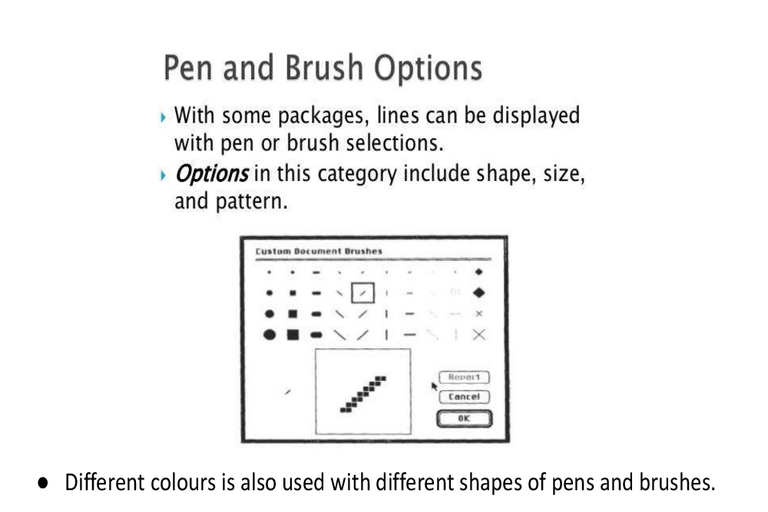 Pen and Brush Options
With some packages, lines can be displayed
with pen or brush selections.
Options in this category include shape, size,
and pattern.
Custom Document Brushes
Revert
Cancel
OK
Different colours is also used with different shapes of pens and brushes.